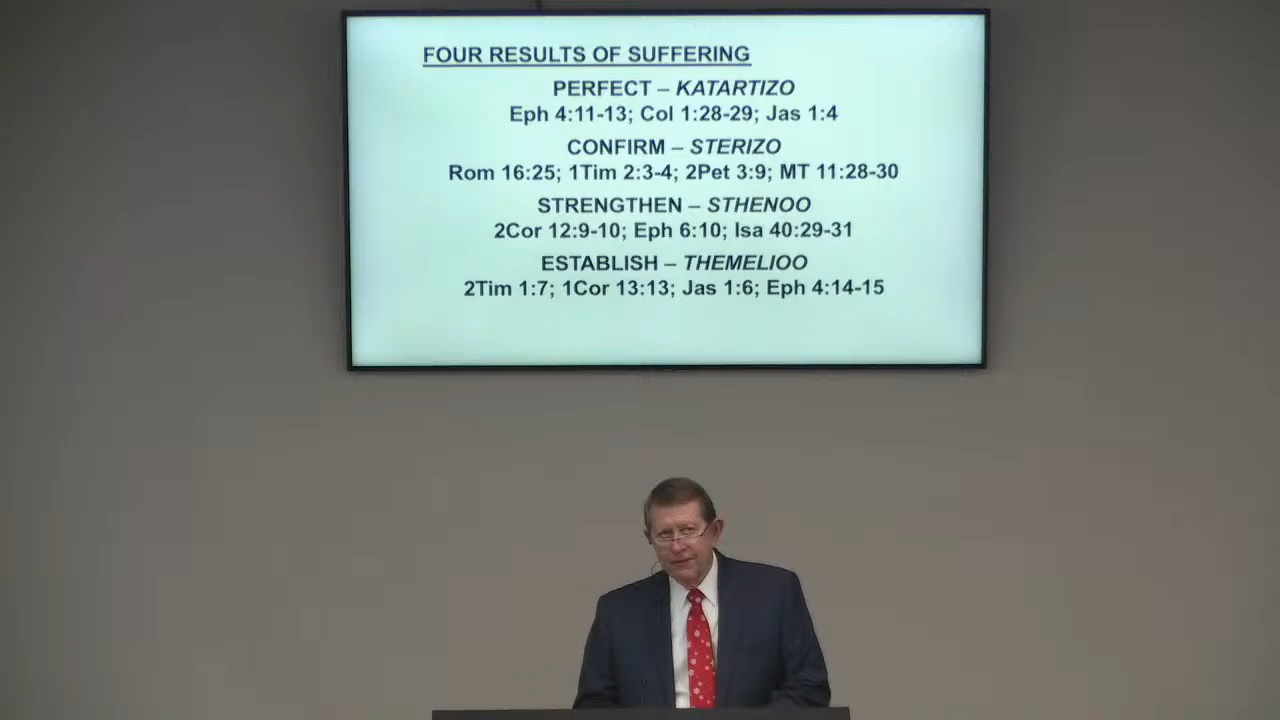 FOUR RESULTS OF SUFFERING
PERFECT – KATARTIZO
Eph 4:11-13; Col 1:28-29; Jas 1:4
CONFIRM – STERIZO
Rom 16:25; 1Tim 2:3-4; 2Pet 3:9; MT 11:28-30
STRENGTHEN – STHENOO
2Cor 12:9-10; Eph 6:10; Isa 40:29-31
ESTABLISH – THEMELIOO
2Tim 1:7; 1Cor 13:13; Jas 1:6; Eph 4:14-15